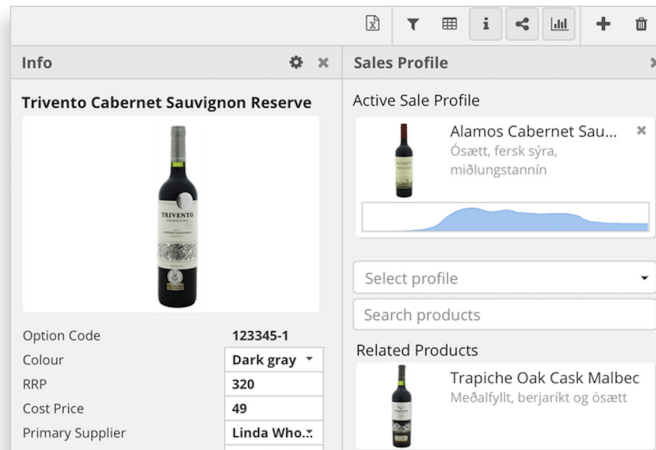 Info
Trivento Cabernet Sauvignon Reserve
TRIVENTO
Option Code 123345-1
Colour Dark gray
RRP 320
Cost Price 49
Primary Supplier Linda Who...
Sales Profile
Active Sale Profile
Alamos Cabernet Sau...
Ósætt, fersk sýra,
miðlungstannín
Select profile
Search products
Related Products
Trapiche Oak Cask Malbec
Meðalfyllt, berjaríkt og ósætt